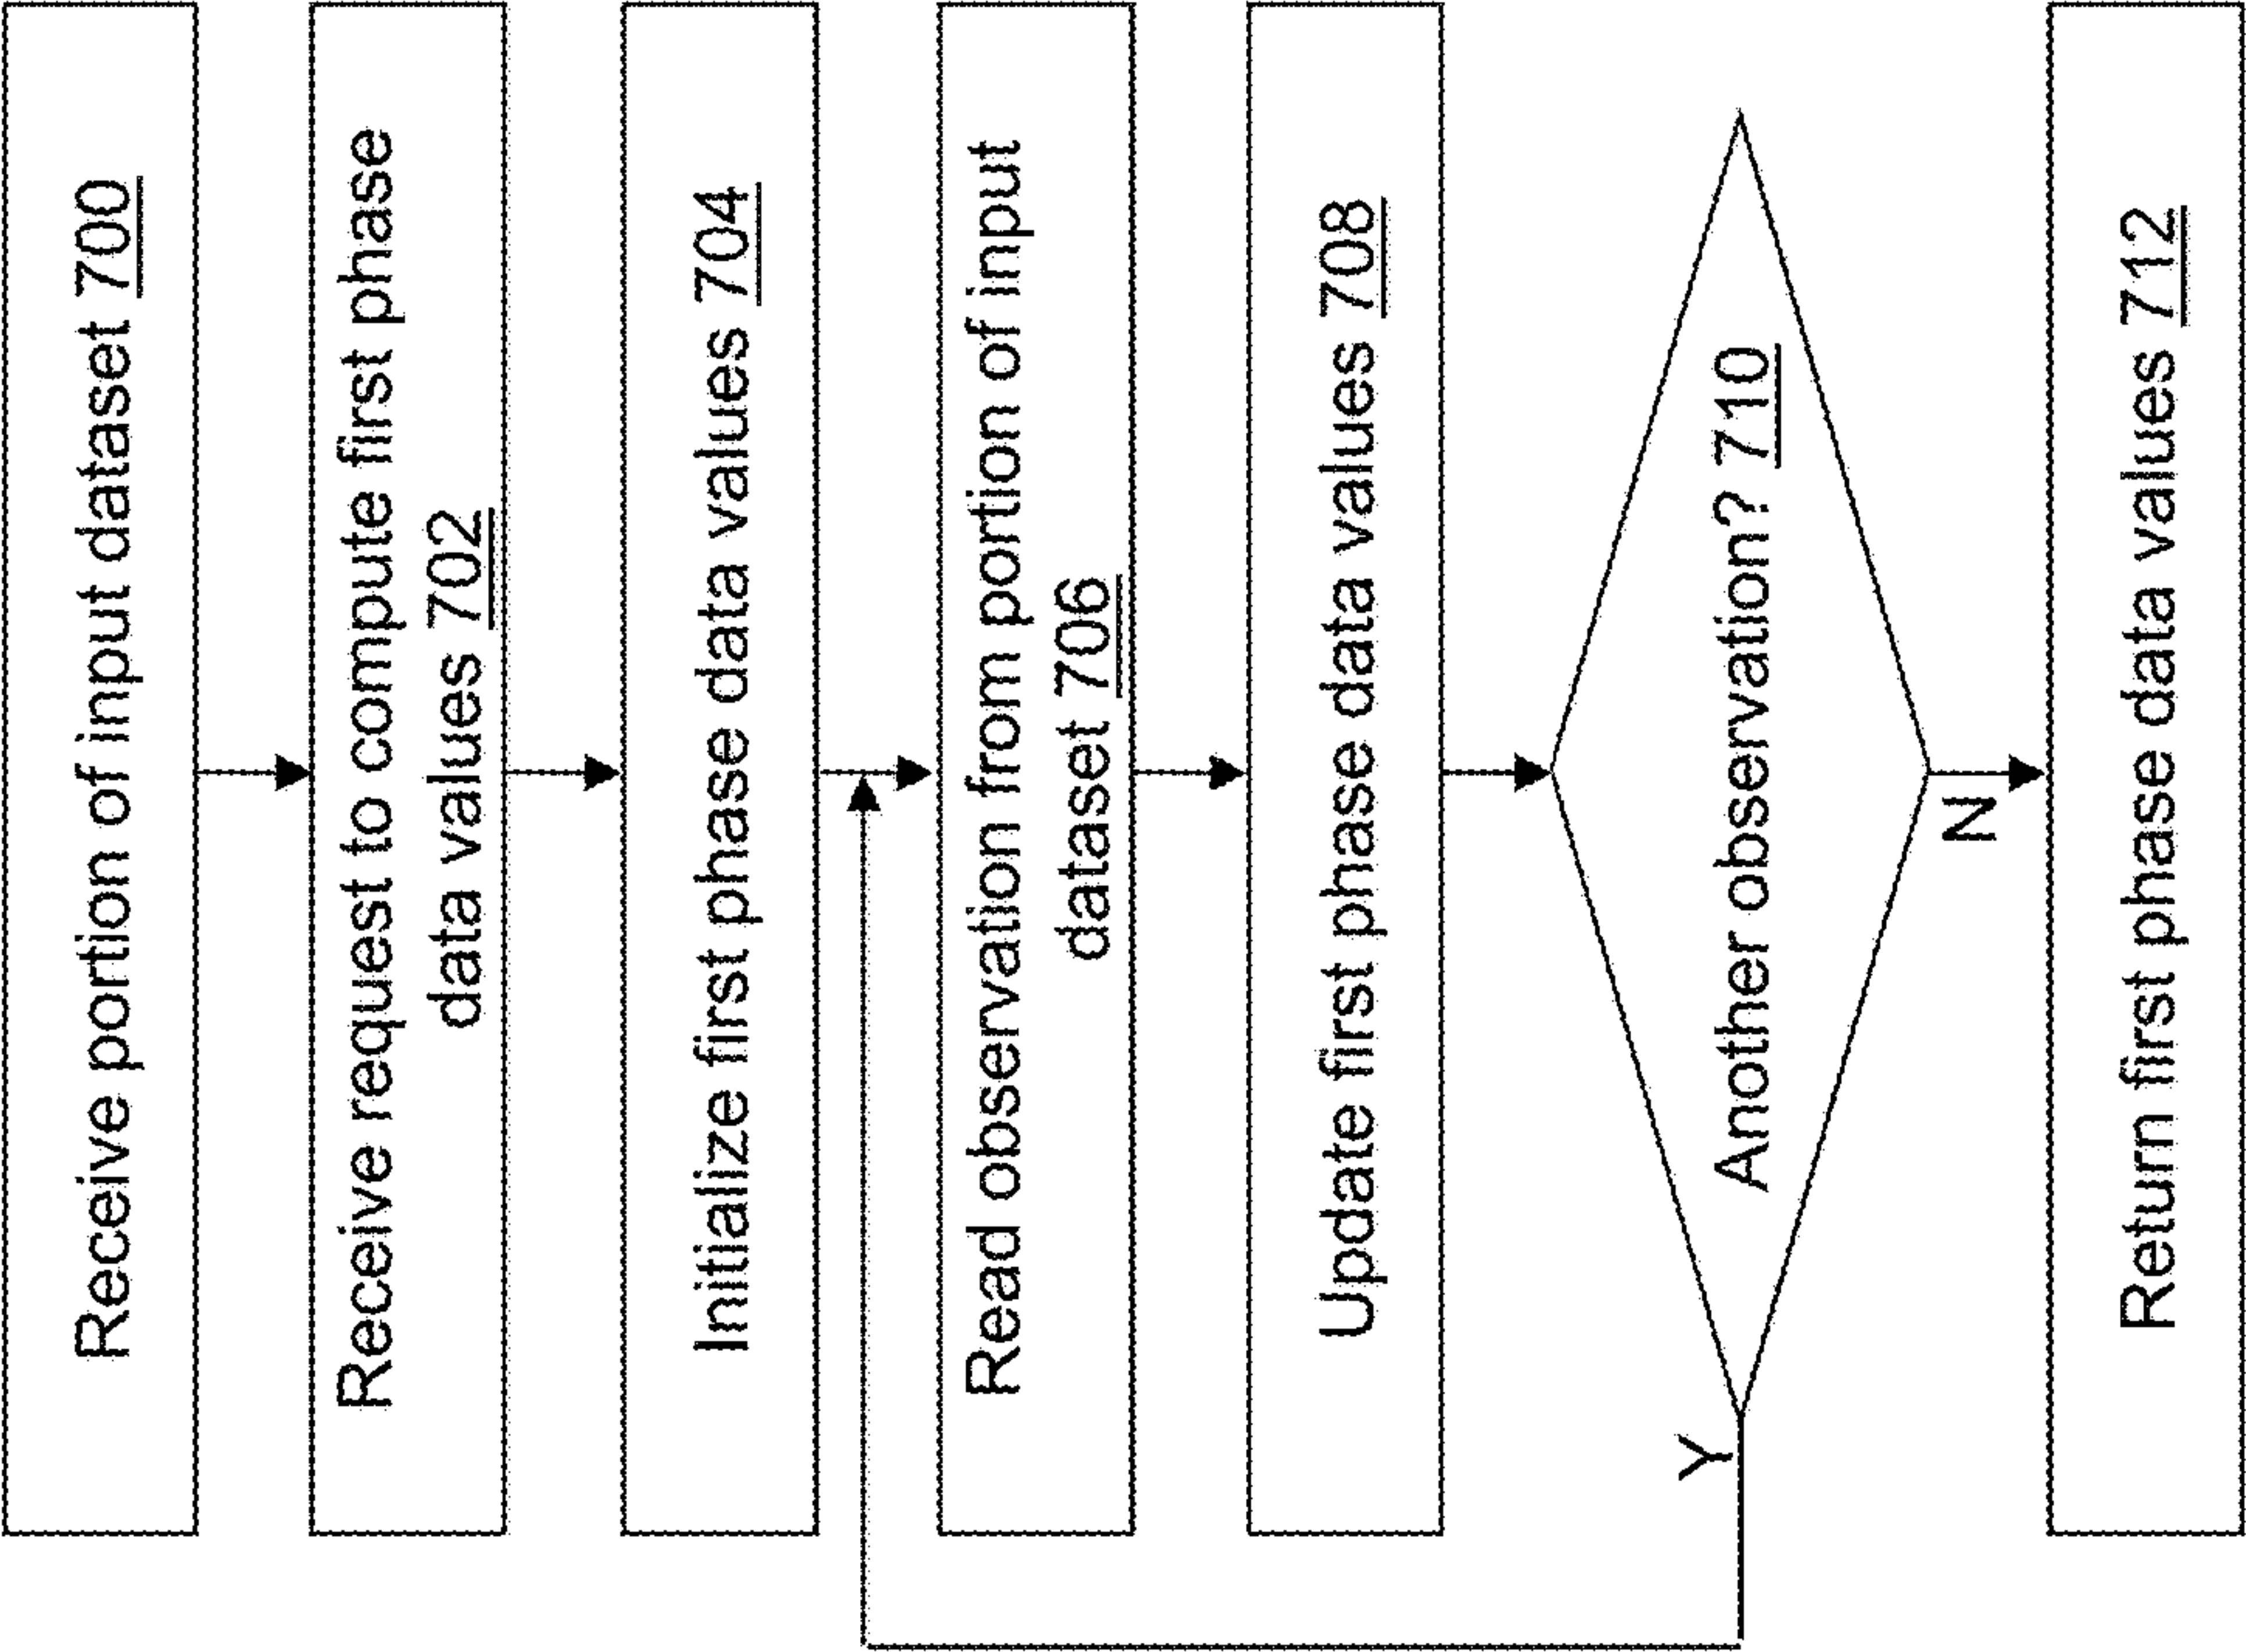 Receive portion of input dataset 700
Receive request to compute first phase
data values 702
Initialize first phase data values 704
Read observation from portion of input
dataset 706
Update first phase data values 708
Another observation? 710
Y
N
Return first phase data values 712